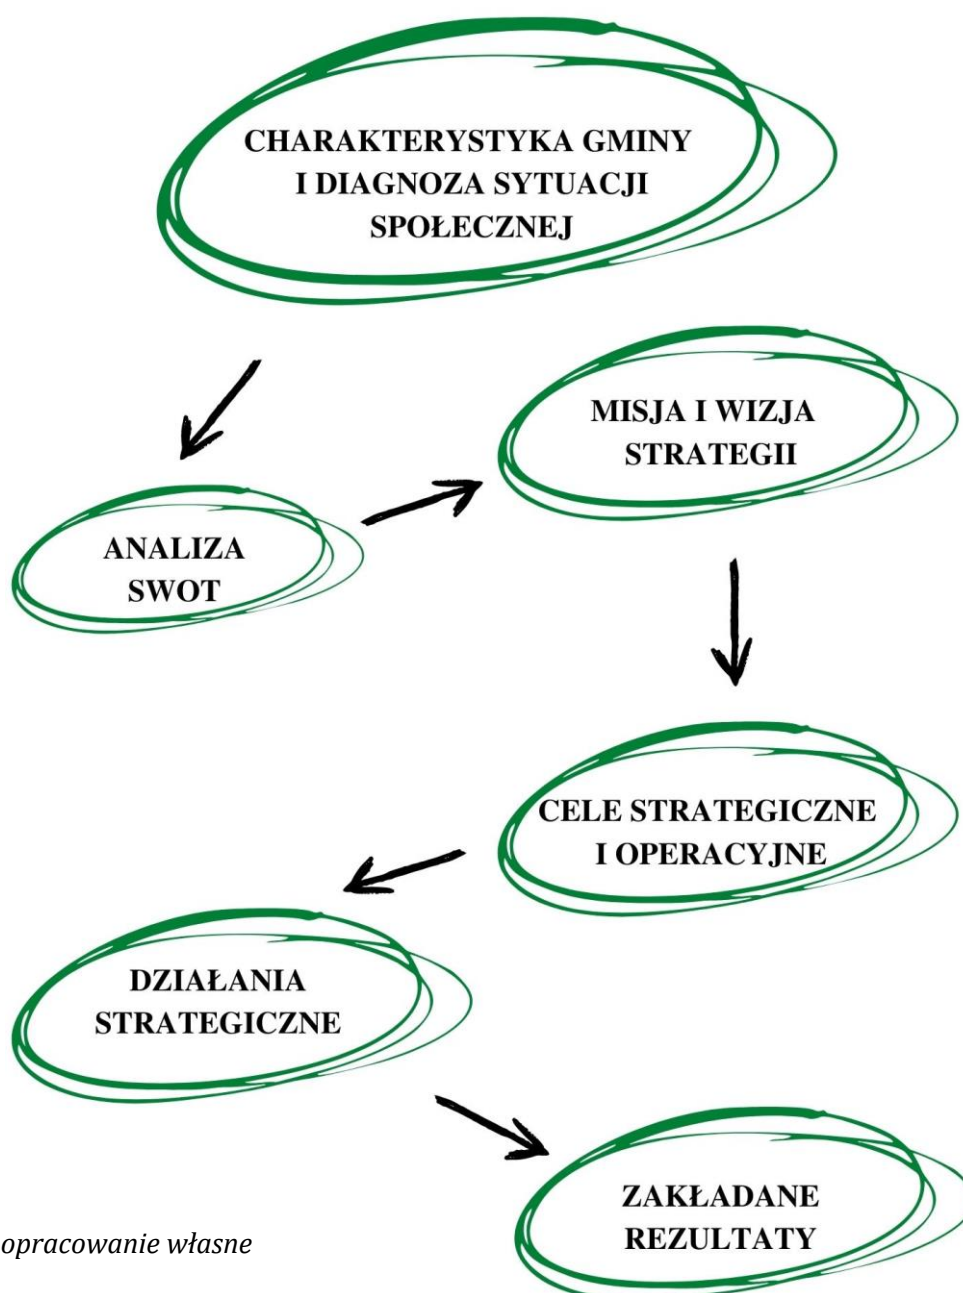 CHARAKTERYSTYKA GMINY
I DIAGNOZA SYTUACJI
SPOŁECZNEJ
MISJA I WIZJA
STRATEGII
ANALIZA
SWOT
CELE STRATEGICZNE
I OPERACYJNE
DZIAŁANIA
STRATEGICZNE
ZAKŁADANE
REZULTATY
opracowanie własne